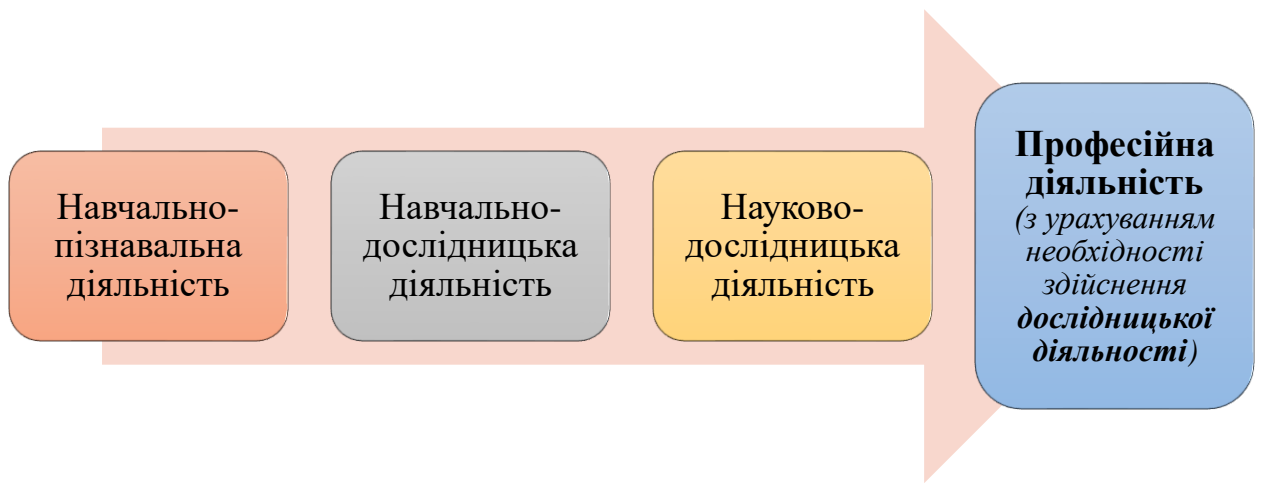 Навчально-
пізнавальна
діяльність
Навчально-
дослідницька
діяльність
Науково-
дослідницька
діяльність
Професійна
діяльність
(з урахуванням
необхідності
здійснення
дослідницької
діяльності)